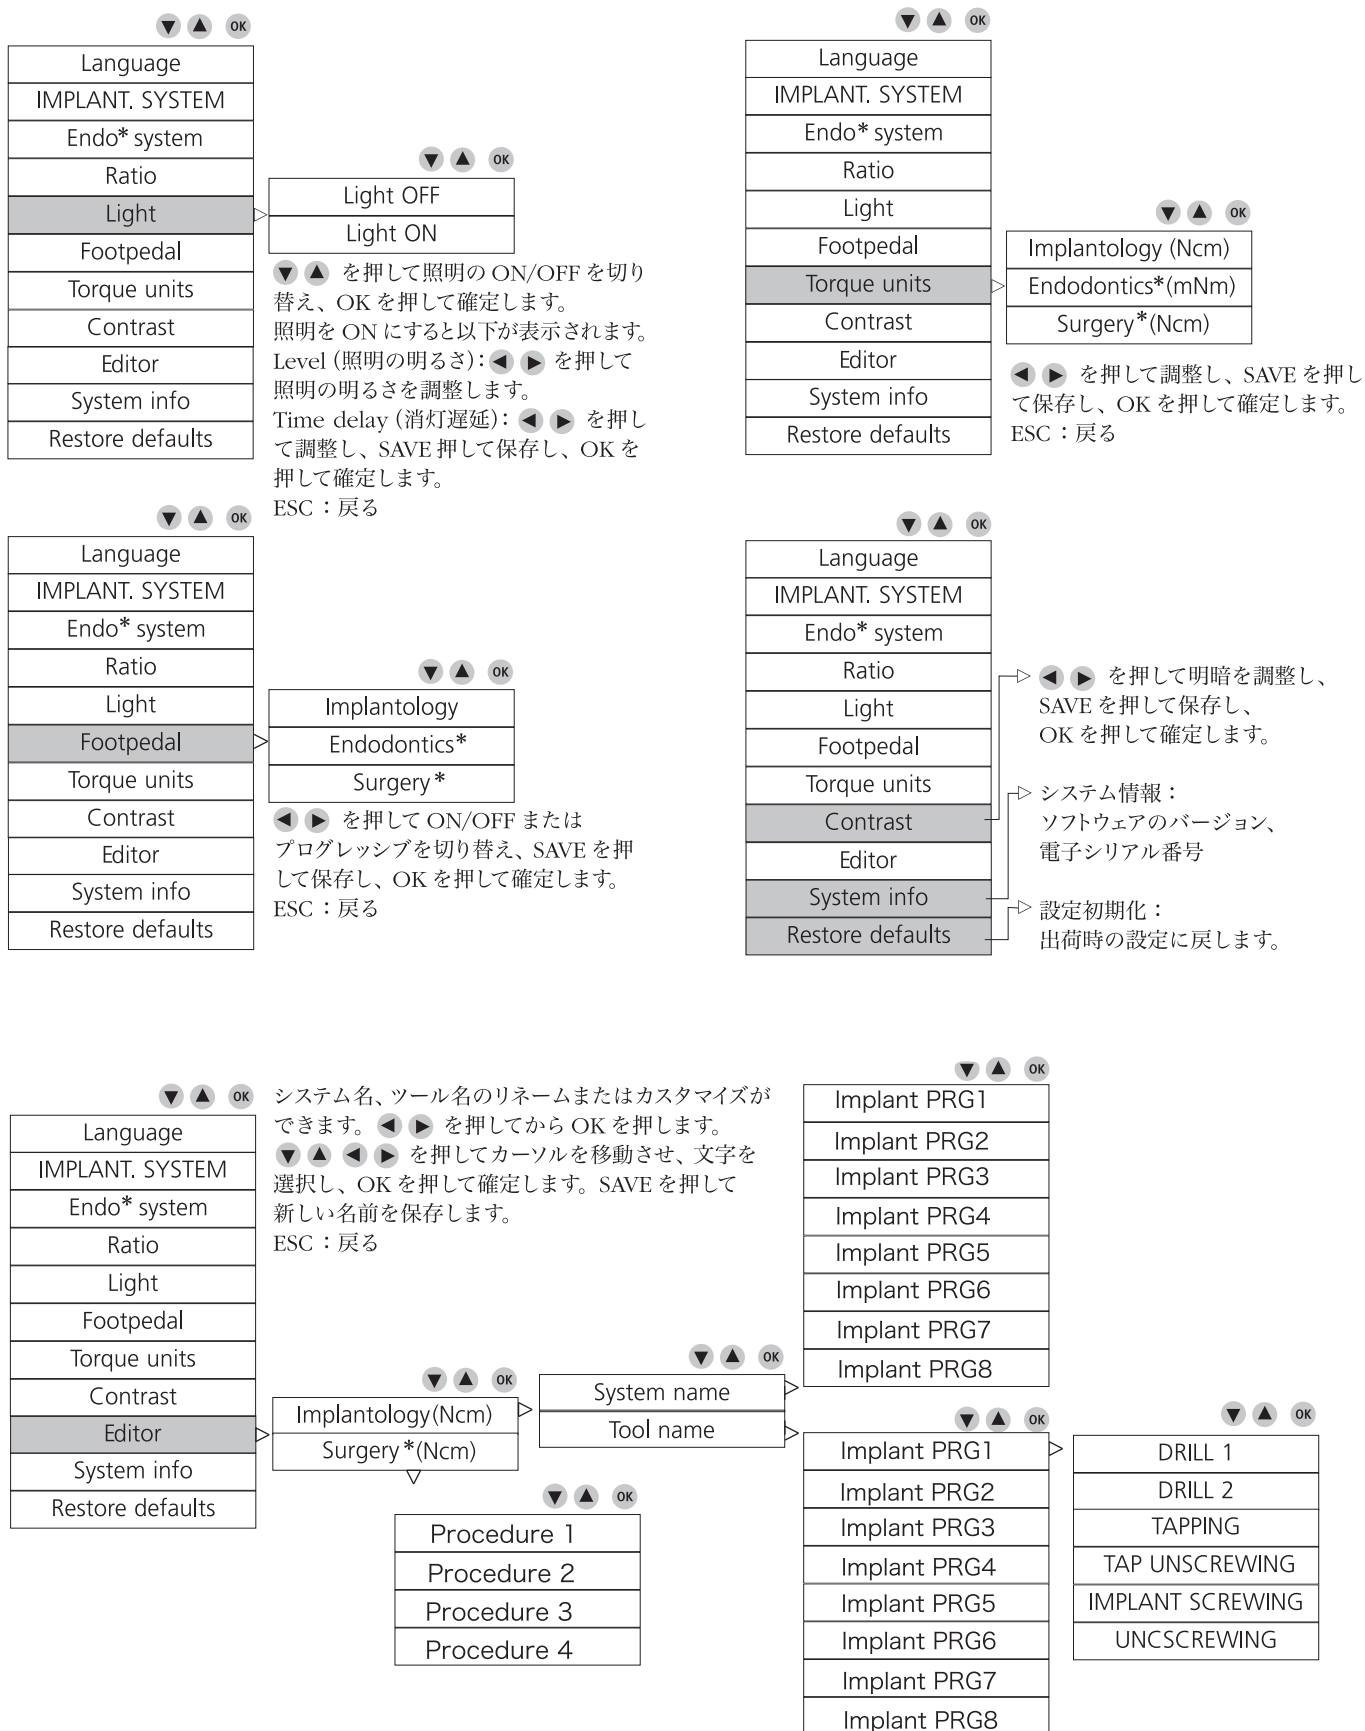 ▼ ▲ OK
Language
IMPLANT. SYSTEM
Endo* system
Ratio
Light
Footpedal
Torque units
Contrast
Editor
System info
Restore defaults
▼ ▲ OK
Light OFF
Light ON
▼ ▲ を押して照明の ON/OFF を切り
替え、OK を押して確定します。
照明を ON にすると以下が表示されます。
Level (照明の明るさ): ◀ ▶ を押して
照明の明るさを調整します。
Time delay (消灯遅延): ◀ ▶ を押し
て調整し、SAVE 押して保存し、OK を
押して確定します。
ESC:戻る
▼ ▲ OK
Language
IMPLANT. SYSTEM
Endo* system
Ratio
Light
Footpedal
Torque units
Contrast
Editor
System info
Restore defaults
▼ ▲ OK
Implantology (Ncm)
Endodontics*(mNm)
Surgery*(Ncm)
◀ ▶ を押して調整し、SAVE を押し
て保存し、OK を押して確定します。
ESC:戻る
▼ ▲ OK
Language
IMPLANT. SYSTEM
Endo* system
Ratio
Light
Footpedal
Torque units
Contrast
Editor
System info
Restore defaults
▼ ▲ OK
Implantology
Endodontics*
Surgery*
◀ ▶ を押して ON/OFF または
プログレッシブを切り替え、SAVE を押
して保存し、OK を押して確定します。
ESC:戻る
▼ ▲ OK
Language
IMPLANT. SYSTEM
Endo* system
Ratio
Light
Footpedal
Torque units
Contrast
Editor
System info
Restore defaults
◀ ▶ を押して明暗を調整し、
SAVE を押して保存し、
OK を押して確定します。
システム情報:
ソフトウェアのバージョン、
電子シリアル番号
設定初期化:
出荷時の設定に戻します。
▼ ▲ OK
Language
IMPLANT. SYSTEM
Endo* system
Ratio
Light
Footpedal
Torque units
Contrast
Editor
System info
Restore defaults
システム名、ツール名のリネームまたはカスタマイズが
できます。 ◀ ▶ を押してから OK を押します。
▼ ▲ ◀ ▶ を押してカーソルを移動させ、文字を
選択し、OK を押して確定します。SAVE を押して
新しい名前を保存します。
ESC:戻る
▼ ▲ OK
Implantology(Ncm)
Surgery*(Ncm)
▼ ▲ OK
Procedure 1
Procedure 2
Procedure 3
Procedure 4
▼ ▲ OK
System name
Tool name
▼ ▲ OK
Implant PRG1
Implant PRG2
Implant PRG3
Implant PRG4
Implant PRG5
Implant PRG6
Implant PRG7
Implant PRG8
▼ ▲ OK
Implant PRG1
Implant PRG2
Implant PRG3
Implant PRG4
Implant PRG5
Implant PRG6
Implant PRG7
Implant PRG8
▼ ▲ OK
DRILL 1
DRILL 2
TAPPING
TAP UNSCREWING
IMPLANT SCREWING
UNCSCREWING